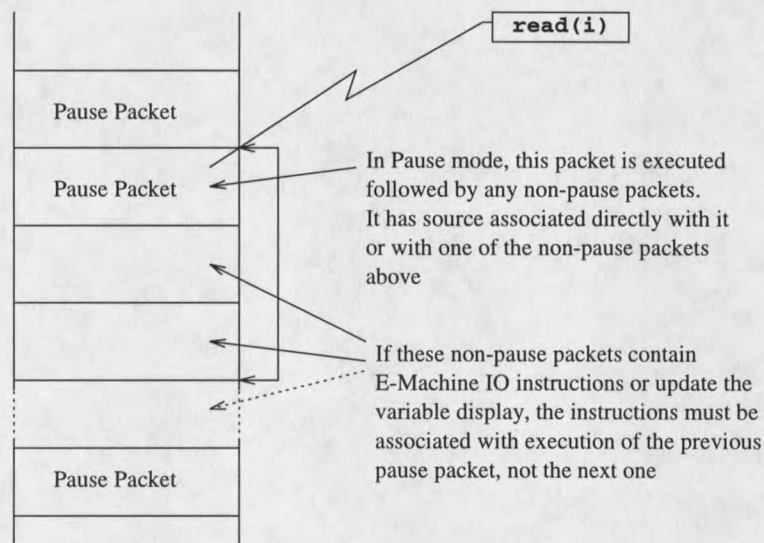 read(i)
Pause Packet
Pause Packet
In Pause mode, this packet is executed
followed by any non-pause packets.
It has source associated directly with it
or with one of the non-pause packets
above
If these non-pause packets contain
E-Machine IO instructions or update the
variable display, the instructions must be
associated with execution of the previous
pause packet, not the next one
Pause Packet